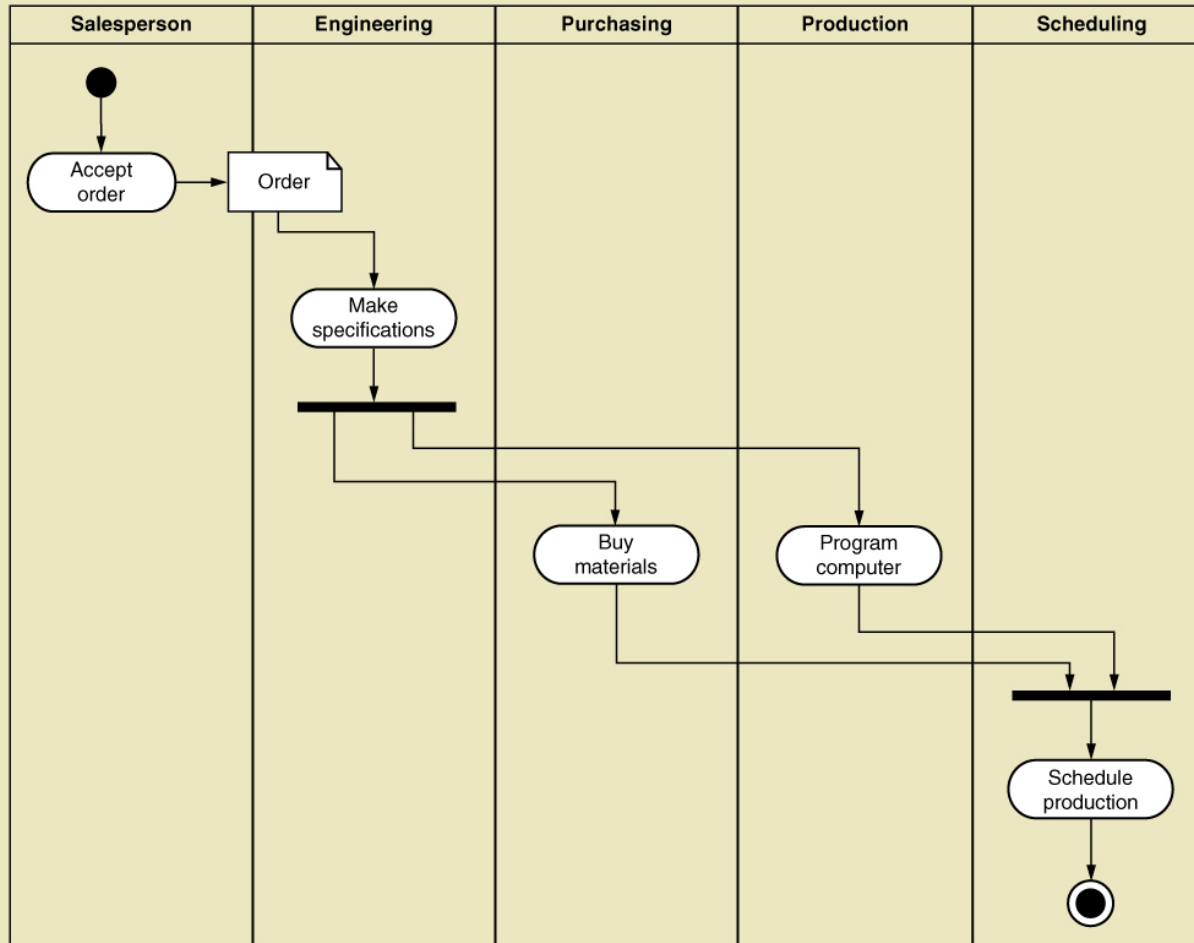 Salesperson
Engineering
Purchasing
Production
Scheduling
Accept
order
Order
Make
specifications
Buy
materials
Program
computer
Schedule
production